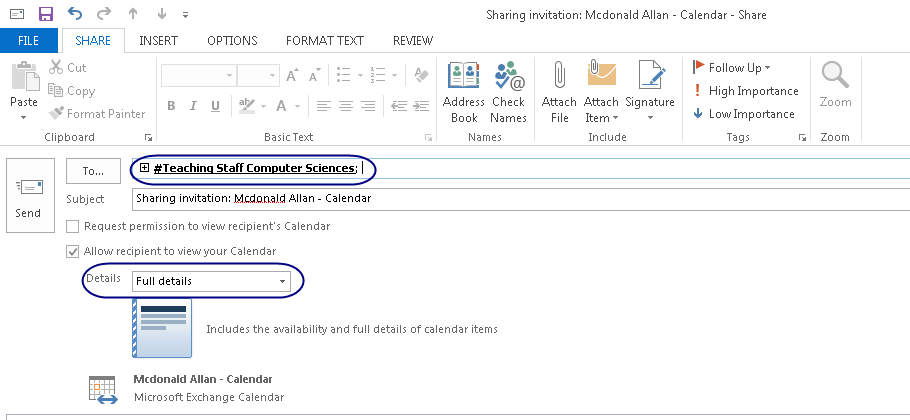 Sharing invitation: Mcdonald Allan - Calendar - Share
FILE SHARE INSERT OPTIONS FORMAT TEXT REVIEW
Paste
Cut
Copy
Format Painter
Clipboard
B I U ab A
A A
Basic Text
Address Book
Check Names
Names
Attach File
Attach Item
Signature
Include
Follow Up
High Importance
Low Importance
Tags
Zoom
Zoom
Send
To... #Teaching Staff Computer Sciences;
Subject Sharing invitation: Mcdonald Allan - Calendar
Request permission to view recipient's Calendar
Allow recipient to view your Calendar
Details Full details
Includes the availability and full details of calendar items
Mcdonald Allan - Calendar
Microsoft Exchange Calendar